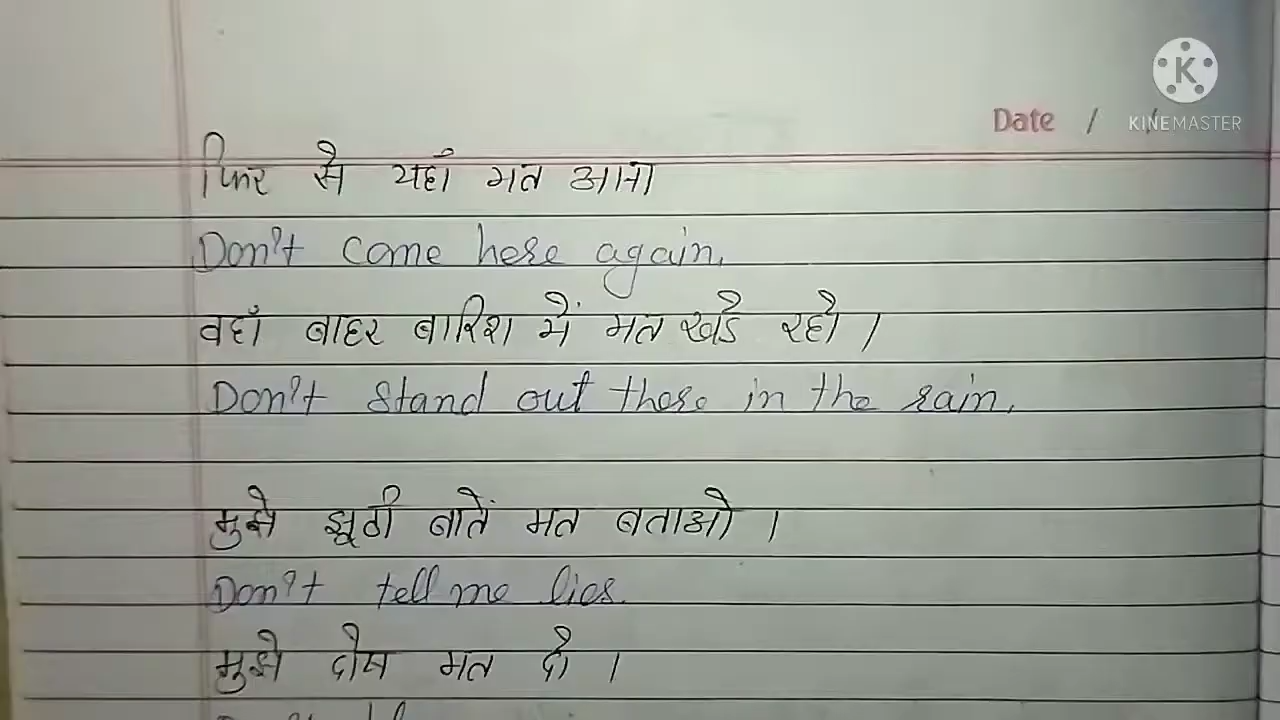 KINEMASTER
Date / /
फिर से यहाँ मत आना
Don't come here again.
वहाँ बाहर बारिश में मत खडे रहो ।
Don't stand out there in the rain.
मुझे झूठी बातें मत बताओ ।
Don't tell me lies.
मुझे दोष मत दो ।